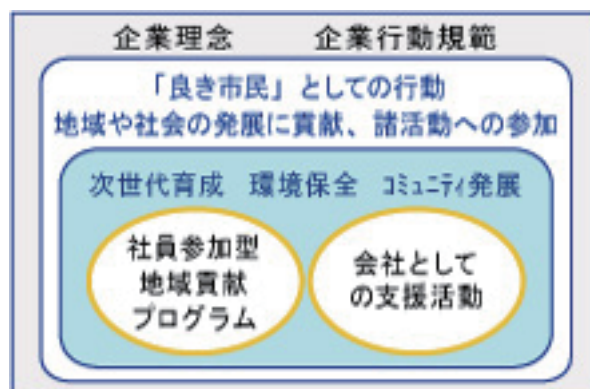 企業理念　企業行動規範
「良き市民」としての行動
地域や社会の発展に貢献、諸活動への参加
次世代育成　環境保全　ｺﾐｭﾆﾃｨ発展
社員参加型
地域貢献
プログラム
会社として
の支援活動